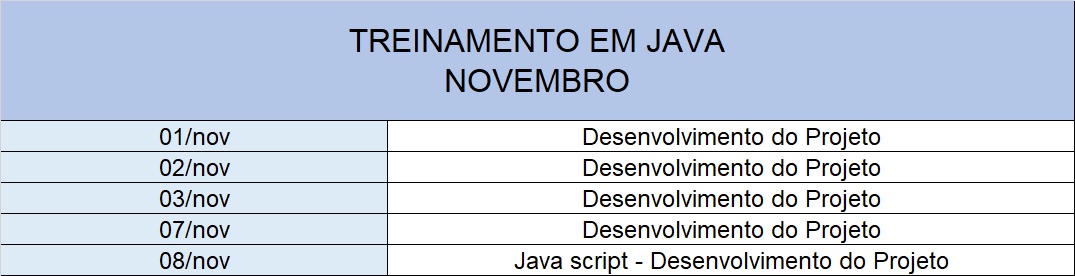 TREINAMENTO EM JAVA
NOVEMBRO
01/nov Desenvolvimento do Projeto
02/nov Desenvolvimento do Projeto
03/nov Desenvolvimento do Projeto
07/nov Desenvolvimento do Projeto
08/nov Java script - Desenvolvimento do Projeto